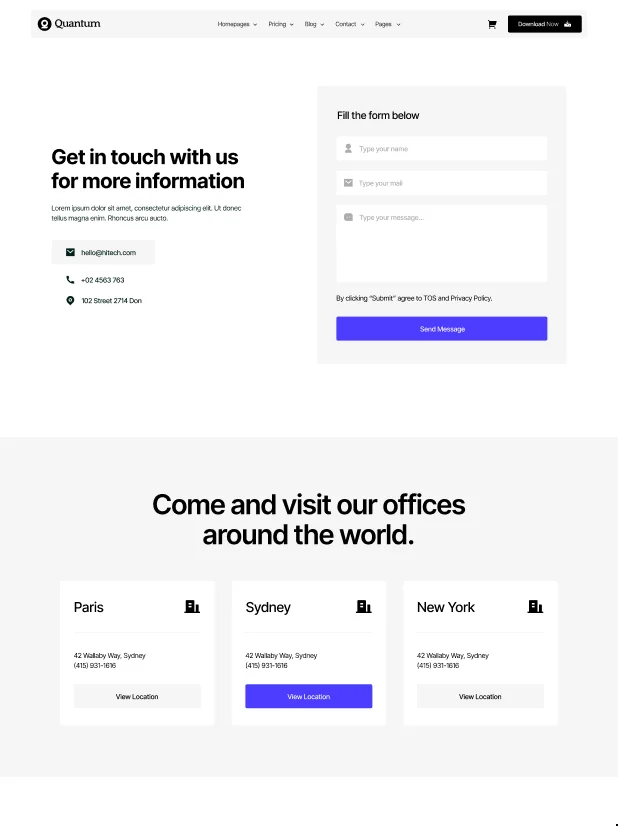 Quantum
Homepages
Pricing
Blog
Contact
Pages
Download Now
Get in touch with us
for more information
Lorem ipsum dolor sit amet, consectetur adipiscing elit. Ut donec
tellus magna enim. Rhoncus arcu aucto.
hello@hitech.com
+02 4563 763
102 Street 2714 Don
Fill the form below
Type your name
Type your mail
Type your message...
By clicking “Submit” agree to TOS and Privacy Policy.
Send Message
Come and visit our offices
around the world.
Paris
42 Wallaby Way, Sydney
(415) 931-1616
View Location
Sydney
42 Wallaby Way, Sydney
(415) 931-1616
View Location
New York
42 Wallaby Way, Sydney
(415) 931-1616
View Location